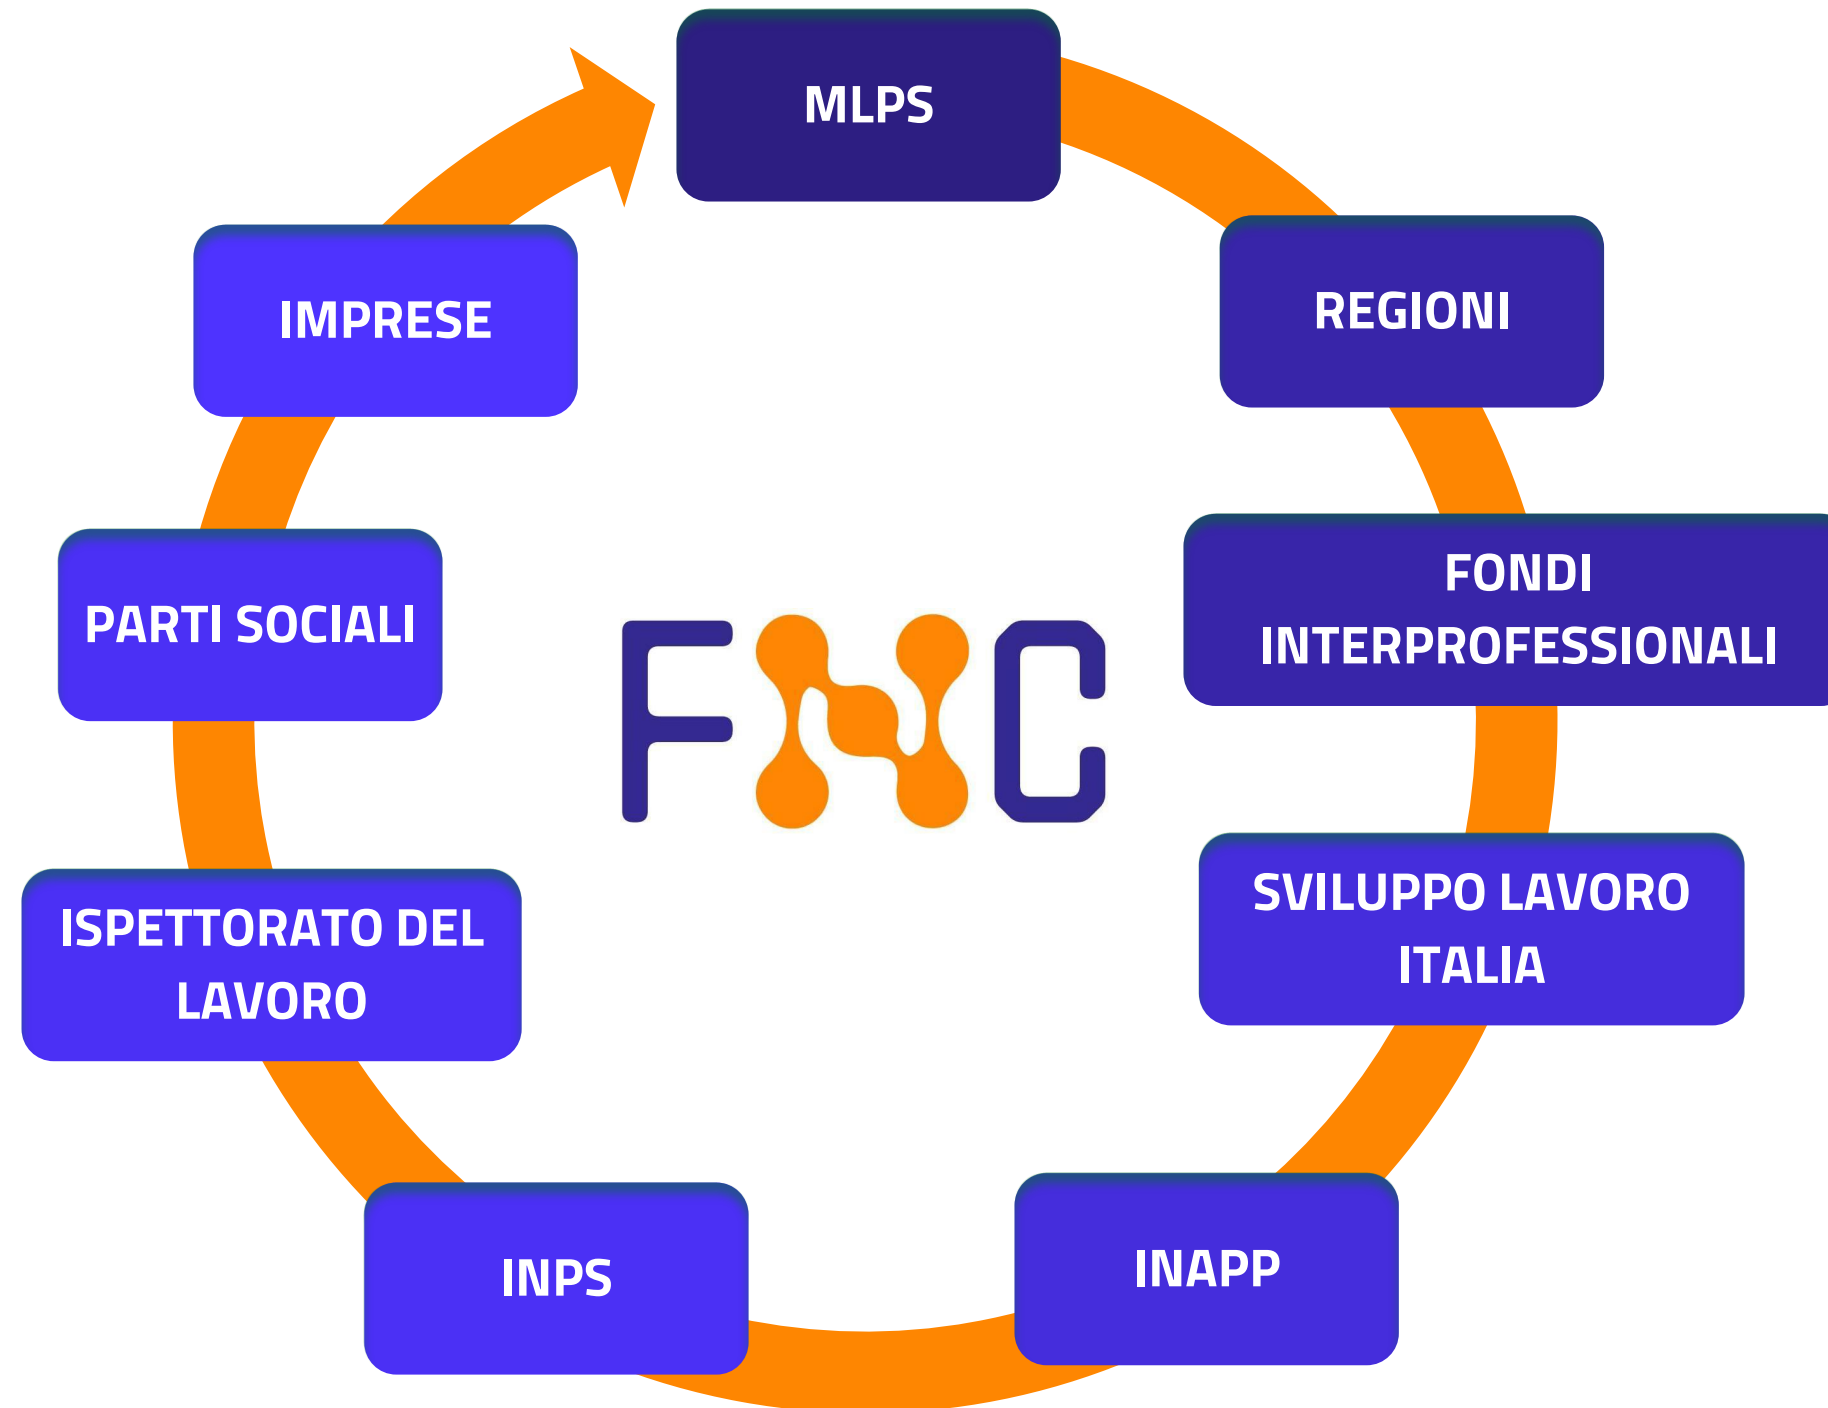 MLPS
REGIONI
FONDI
INTERPROFESSIONALI
SVILUPPO LAVORO
ITALIA
INAPP
INPS
ISPETTORATO DEL
LAVORO
PARTI SOCIALI
IMPRESE
FNC